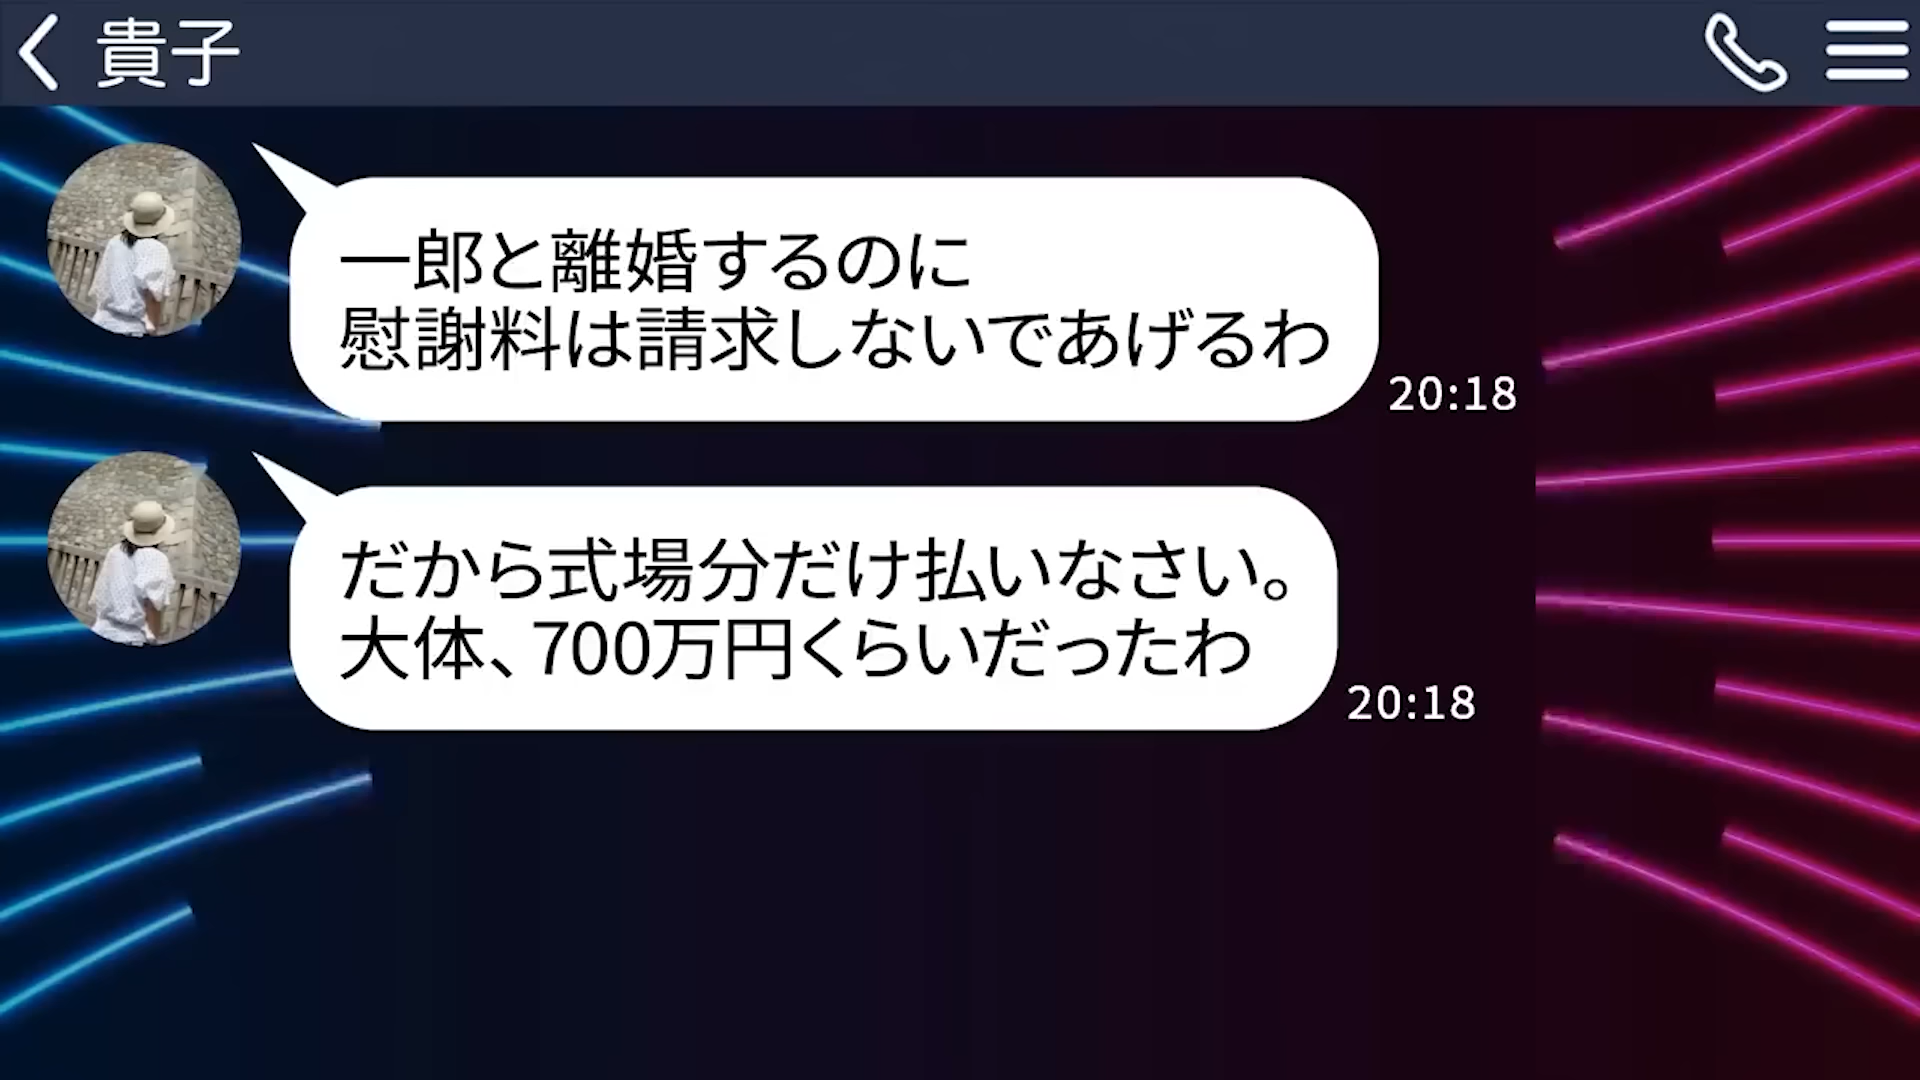 貴子
一郎と離婚するのに
慰謝料は請求しないであげるわ
20:18
だから式場分だけ払いなさい。
大体、700万円くらいだったわ
20:18